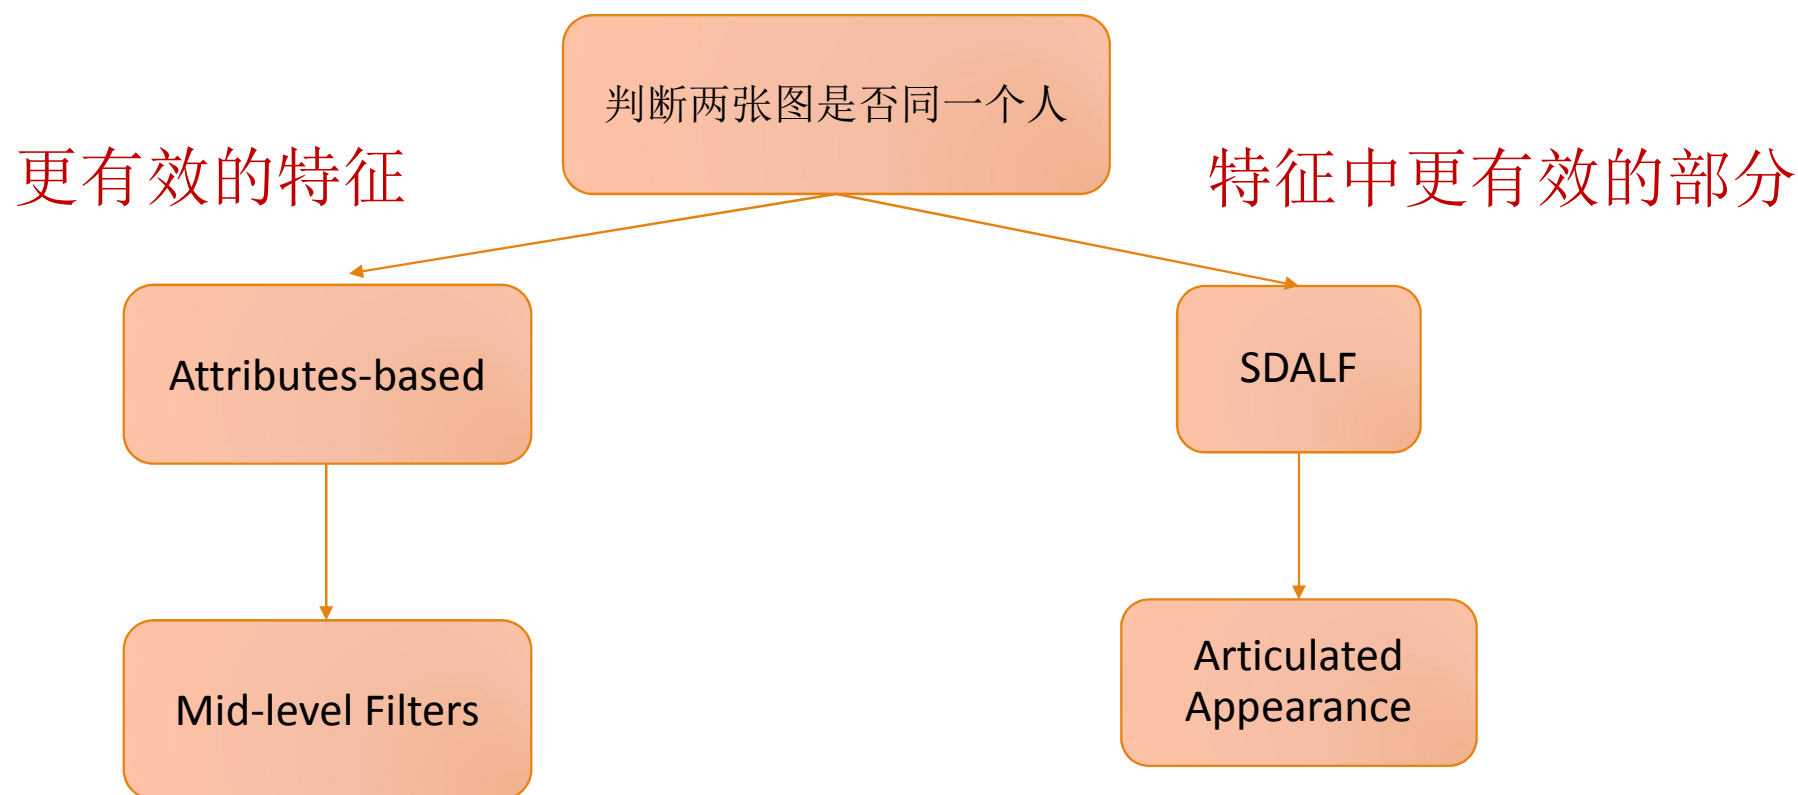 判断两张图是否同一个人
更有效的特征
特征中更有效的部分
Attributes-based
SDALF
Mid-level Filters
Articulated
Appearance